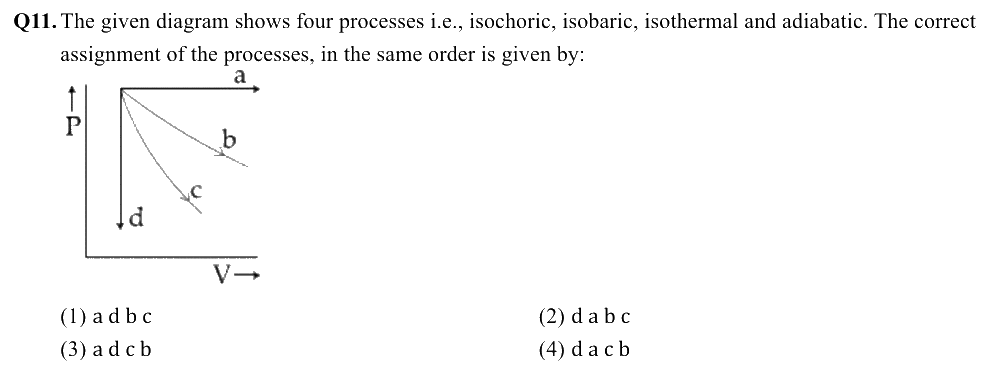 Q11. The given diagram shows four processes i.e., isochoric, isobaric, isothermal and adiabatic. The correct
assignment of the processes, in the same order is given by:
a
↑
P
b
c
d
V→
(1) a d b c
(2) d a b c
(3) a d c b
(4) d a c b